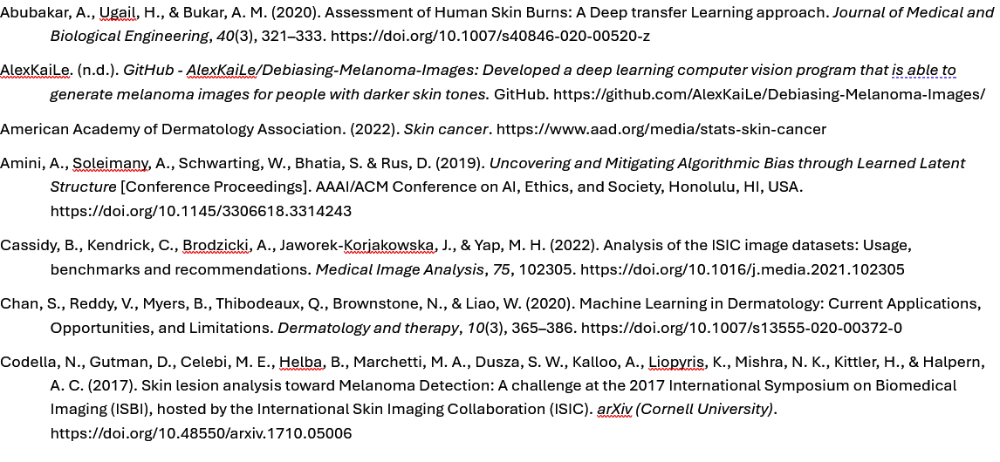 Abubakar, A., Ugail, H., & Bukar, A. M. (2020). Assessment of Human Skin Burns: A Deep transfer Learning approach. Journal of Medical and
Biological Engineering, 40(3), 321–333. https://doi.org/10.1007/s40846-020-00520-z
AlexKaiLe. (n.d.). GitHub - AlexKaiLe/Debiasing-Melanoma-Images: Developed a deep learning computer vision program that is able to
generate melanoma images for people with darker skin tones. GitHub. https://github.com/AlexKaiLe/Debiasing-Melanoma-Images/
American Academy of Dermatology Association. (2022). Skin cancer. https://www.aad.org/media/stats-skin-cancer
Amini, A., Soleimany, A., Schwarting, W., Bhatia, S. & Rus, D. (2019). Uncovering and Mitigating Algorithmic Bias through Learned Latent
Structure [Conference Proceedings]. AAAI/ACM Conference on AI, Ethics, and Society, Honolulu, HI, USA.
https://doi.org/10.1145/3306618.3314243
Cassidy, B., Kendrick, C., Brodzicki, A., Jaworek-Korjakowska, J., & Yap, M. H. (2022). Analysis of the ISIC image datasets: Usage,
benchmarks and recommendations. Medical Image Analysis, 75, 102305. https://doi.org/10.1016/j.media.2021.102305
Chan, S., Reddy, V., Myers, B., Thibodeaux, Q., Brownstone, N., & Liao, W. (2020). Machine Learning in Dermatology: Current Applications,
Opportunities, and Limitations. Dermatology and therapy, 10(3), 365–386. https://doi.org/10.1007/s13555-020-00372-0
Codella, N., Gutman, D., Celebi, M. E., Helba, B., Marchetti, M. A., Dusza, S. W., Kalloo, A., Liopyris, K., Mishra, N. K., Kittler, H., & Halpern,
A. C. (2017). Skin lesion analysis toward Melanoma Detection: A challenge at the 2017 International Symposium on Biomedical
Imaging (ISBI), hosted by the International Skin Imaging Collaboration (ISIC). arXiv (Cornell University).
https://doi.org/10.48550/arxiv.1710.05006